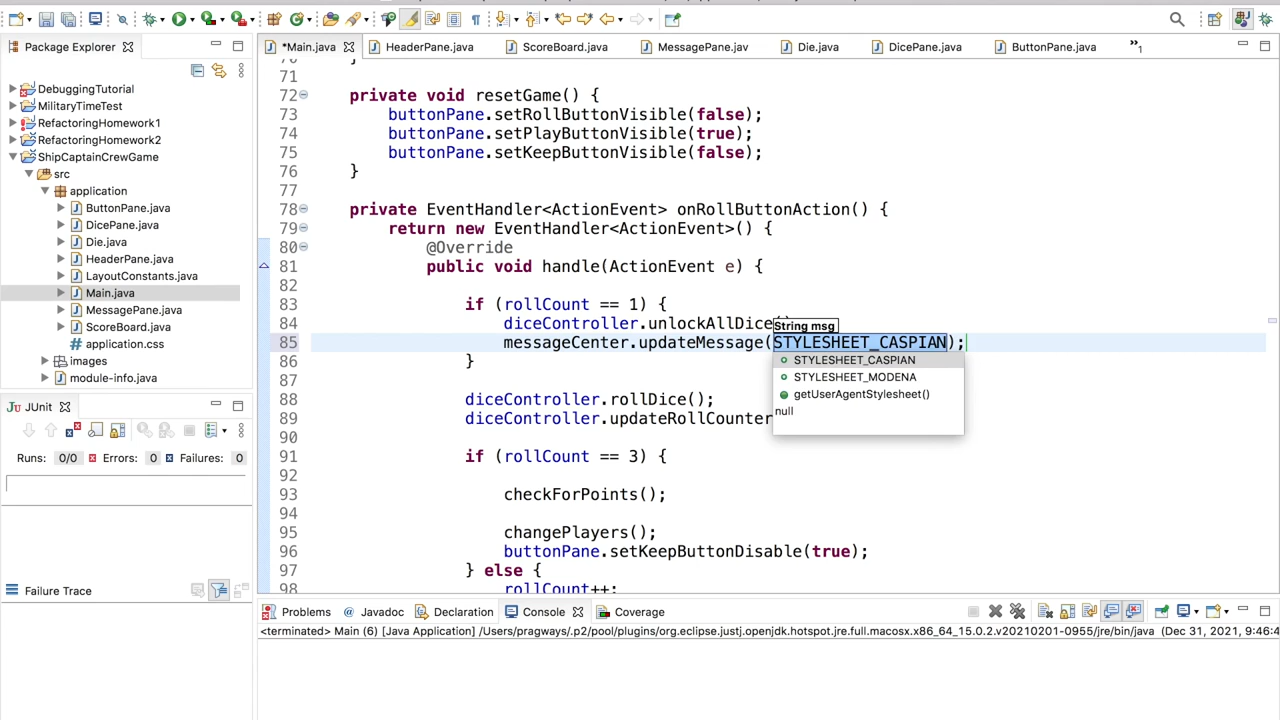 Package Explorer
*Main.java
HeaderPane.java
ScoreBoard.java
MessagePane.jav
Die.java
DicePane.java
ButtonPane.java
»1
DebuggingTutorial
MilitaryTimeTest
RefactoringHomework1
RefactoringHomework2
ShipCaptainCrewGame
src
application
ButtonPane.java
DicePane.java
Die.java
HeaderPane.java
LayoutConstants.java
Main.java
MessagePane.java
ScoreBoard.java
application.css
images
module-info.java
JUnit
Runs: 0/0 Errors: 0 Failures: 0
Failure Trace
71
72 private void resetGame() {
73 buttonPane.setRollButtonVisible(false);
74 buttonPane.setPlayButtonVisible(true);
75 buttonPane.setKeepButtonVisible(false);
76 }
77
78 private EventHandler<ActionEvent> onRollButtonAction() {
79 return new EventHandler<ActionEvent>() {
80 @Override
81 public void handle(ActionEvent e) {
82
83 if (rollCount == 1) {
84 diceController.unlockAllDice
String msg
85 messageCenter.updateMessage(STYLESHEET_CASPIAN);
STYLESHEET_CASPIAN
STYLESHEET_MODENA
getUserAgentStylesheet()
null
86 }
87
88 diceController.rollDice();
89 diceController.updateRollCounter
90
91 if (rollCount == 3) {
92
93 checkForPoints();
94
95 changePlayers();
96 buttonPane.setKeepButtonDisable(true);
97 } else {
98 rollCount++;
Problems
Javadoc
Declaration
Console
Coverage
<terminated> Main (6) [Java Application] /Users/pragways/.p2/pool/plugins/org.eclipse.justj.openjdk.hotspot.jre.full.macosx.x86_64_15.0.2.v20210201-0955/jre/bin/java (Dec 31, 2021, 9:46:4